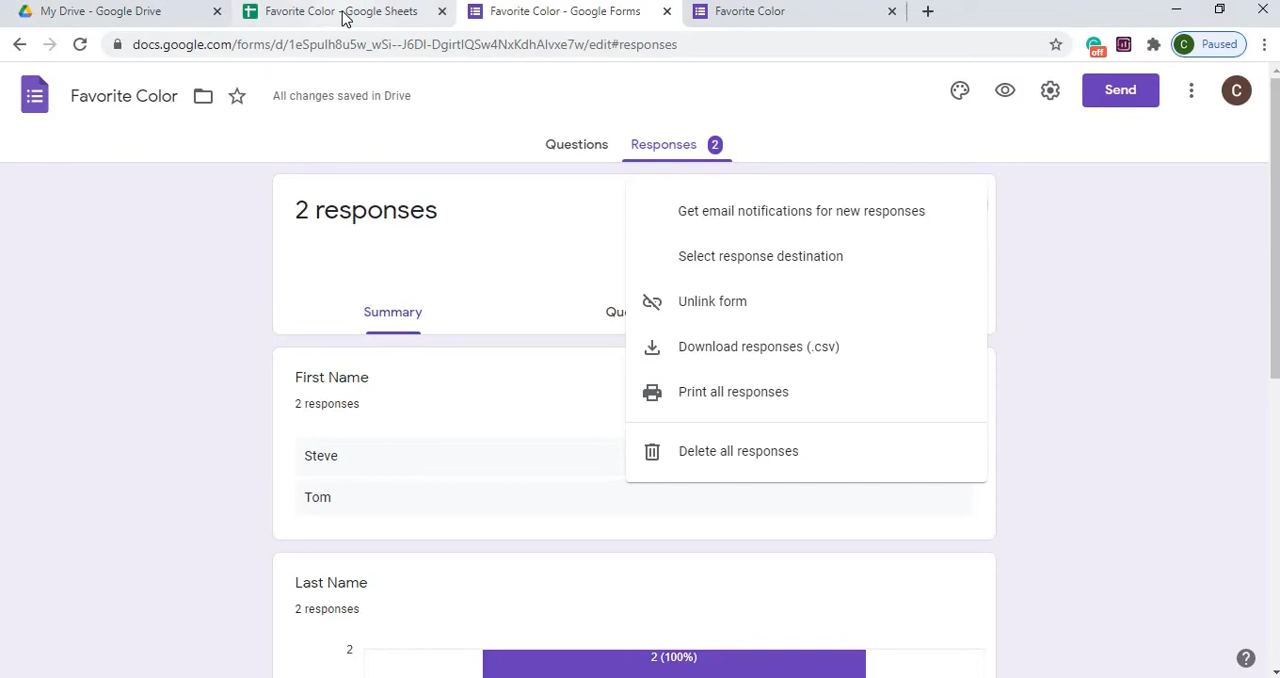 My Drive - Google Drive
Favorite Color - Google Sheets
Favorite Color - Google Forms
Favorite Color
docs.google.com/forms/d/1eSpuIh8u5w_wSi--J6DI-DgirtIQSw4NxKdhAlvxe7w/edit#responses
off
C Paused
Favorite Color
All changes saved in Drive
Send
C
Questions
Responses 2
2 responses
Get email notifications for new responses
Select response destination
Summary
Unlink form
Download responses (.csv)
Print all responses
Delete all responses
First Name
2 responses
Steve
Tom
Last Name
2 responses
2
2 (100%)